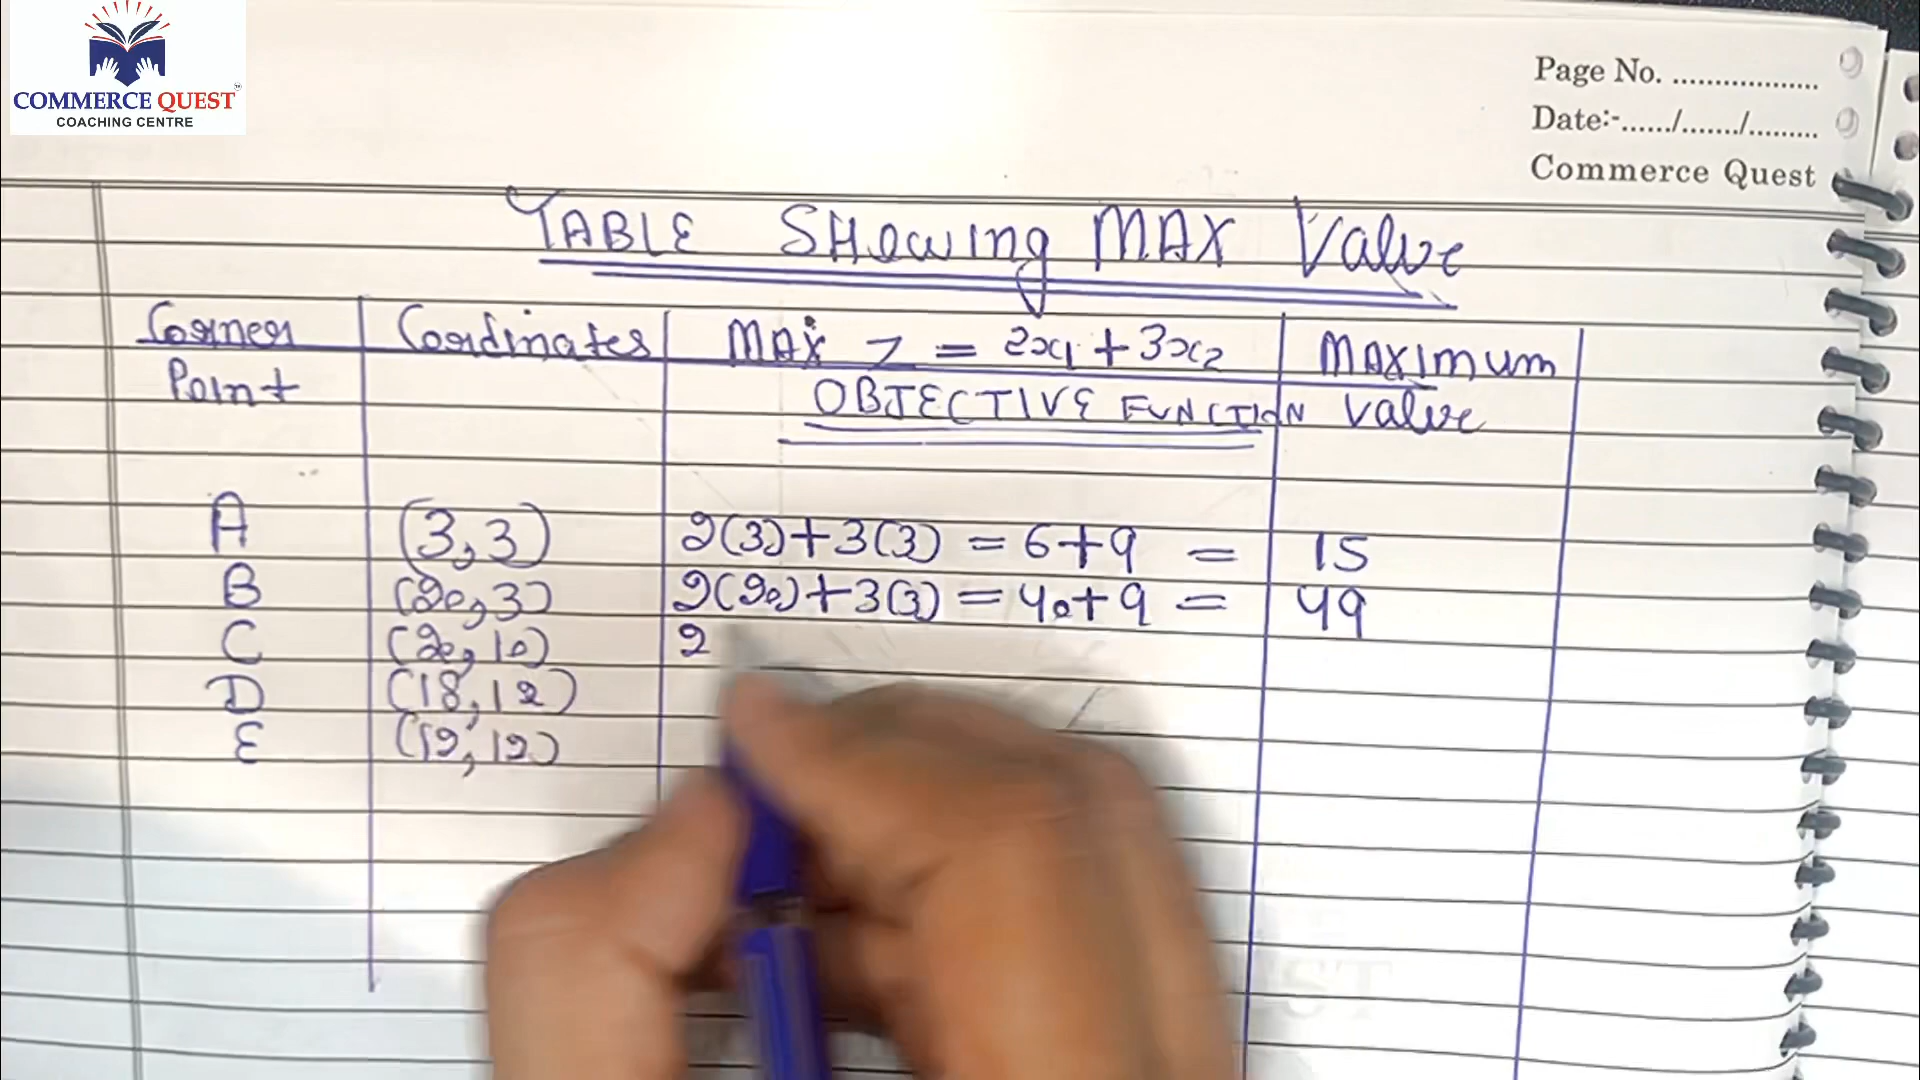 COMMERCE QUEST
COACHING CENTRE
Page No. ..................
Date:-....../......./.........
Commerce Quest
TABLE SHowing MAX Value
Corner Point | Coordinates | MAX Z = 2x₁ + 3x₂ OBJECTIVE FUNCTION | MAXIMUM Value
A (3,3) 2(3)+3(3) = 6+9 = 15
B (20,3) 2(20)+3(3) = 40+9 = 49
C (20,10) 2
D (18,12)
E (12,12)